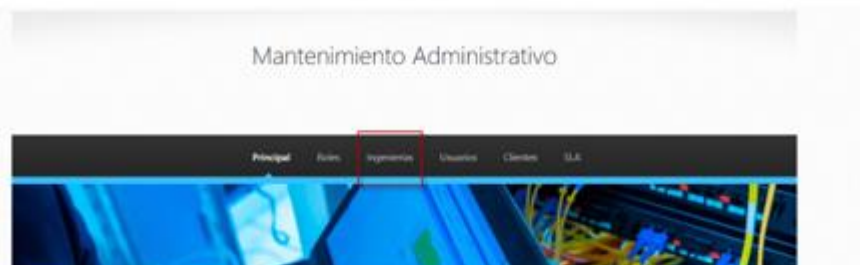 Mantenimiento Administrativo
Principal Roles Ingenierías Usuarios Clientes SLA